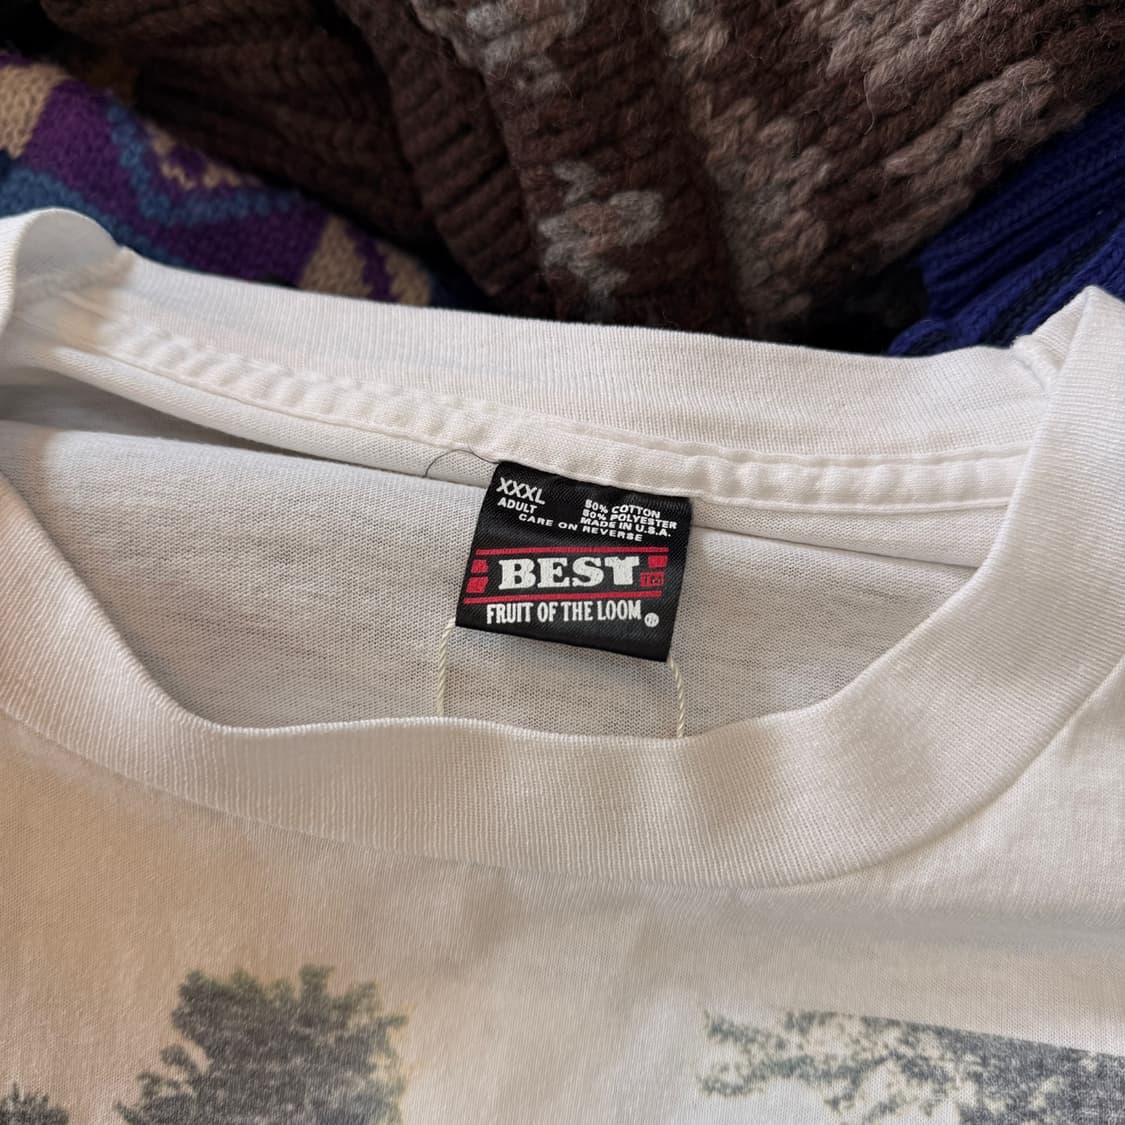 XXXL
ADULT
50% COTTON
50% POLYESTER
MADE IN U.S.A.
CARE ON REVERSE
BEST
FRUIT OF THE LOOM®